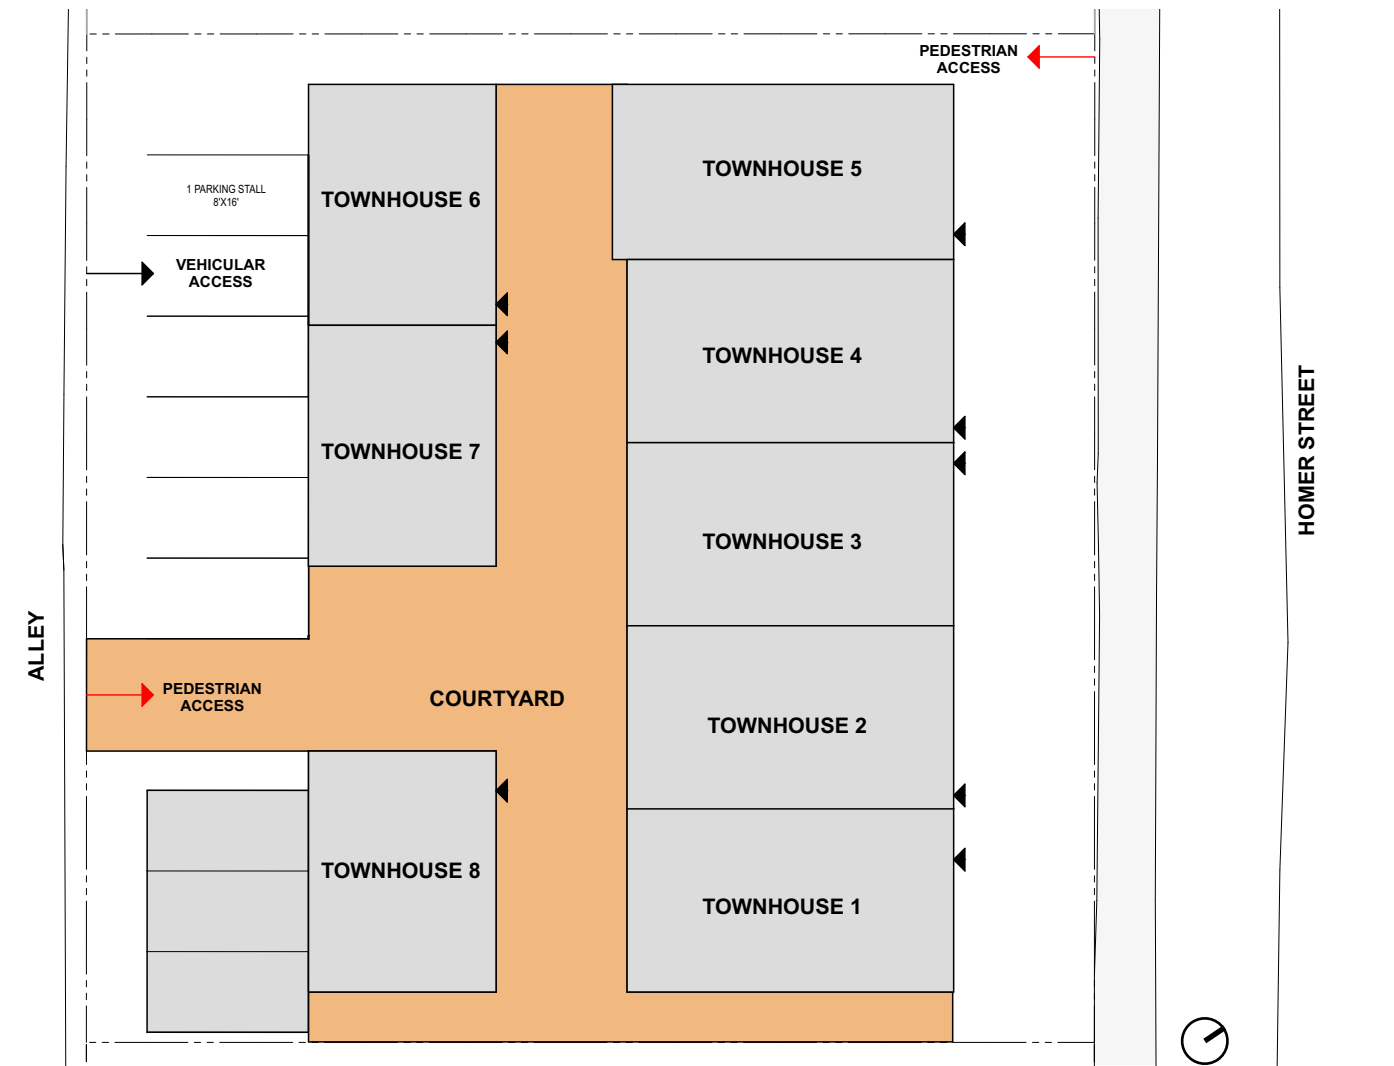 PEDESTRIAN
ACCESS
TOWNHOUSE 5
1 PARKING STALL
8'X16'
TOWNHOUSE 6
VEHICULAR
ACCESS
TOWNHOUSE 4
TOWNHOUSE 7
HOMER STREET
TOWNHOUSE 3
ALLEY
PEDESTRIAN
ACCESS
COURTYARD
TOWNHOUSE 2
TOWNHOUSE 8
TOWNHOUSE 1